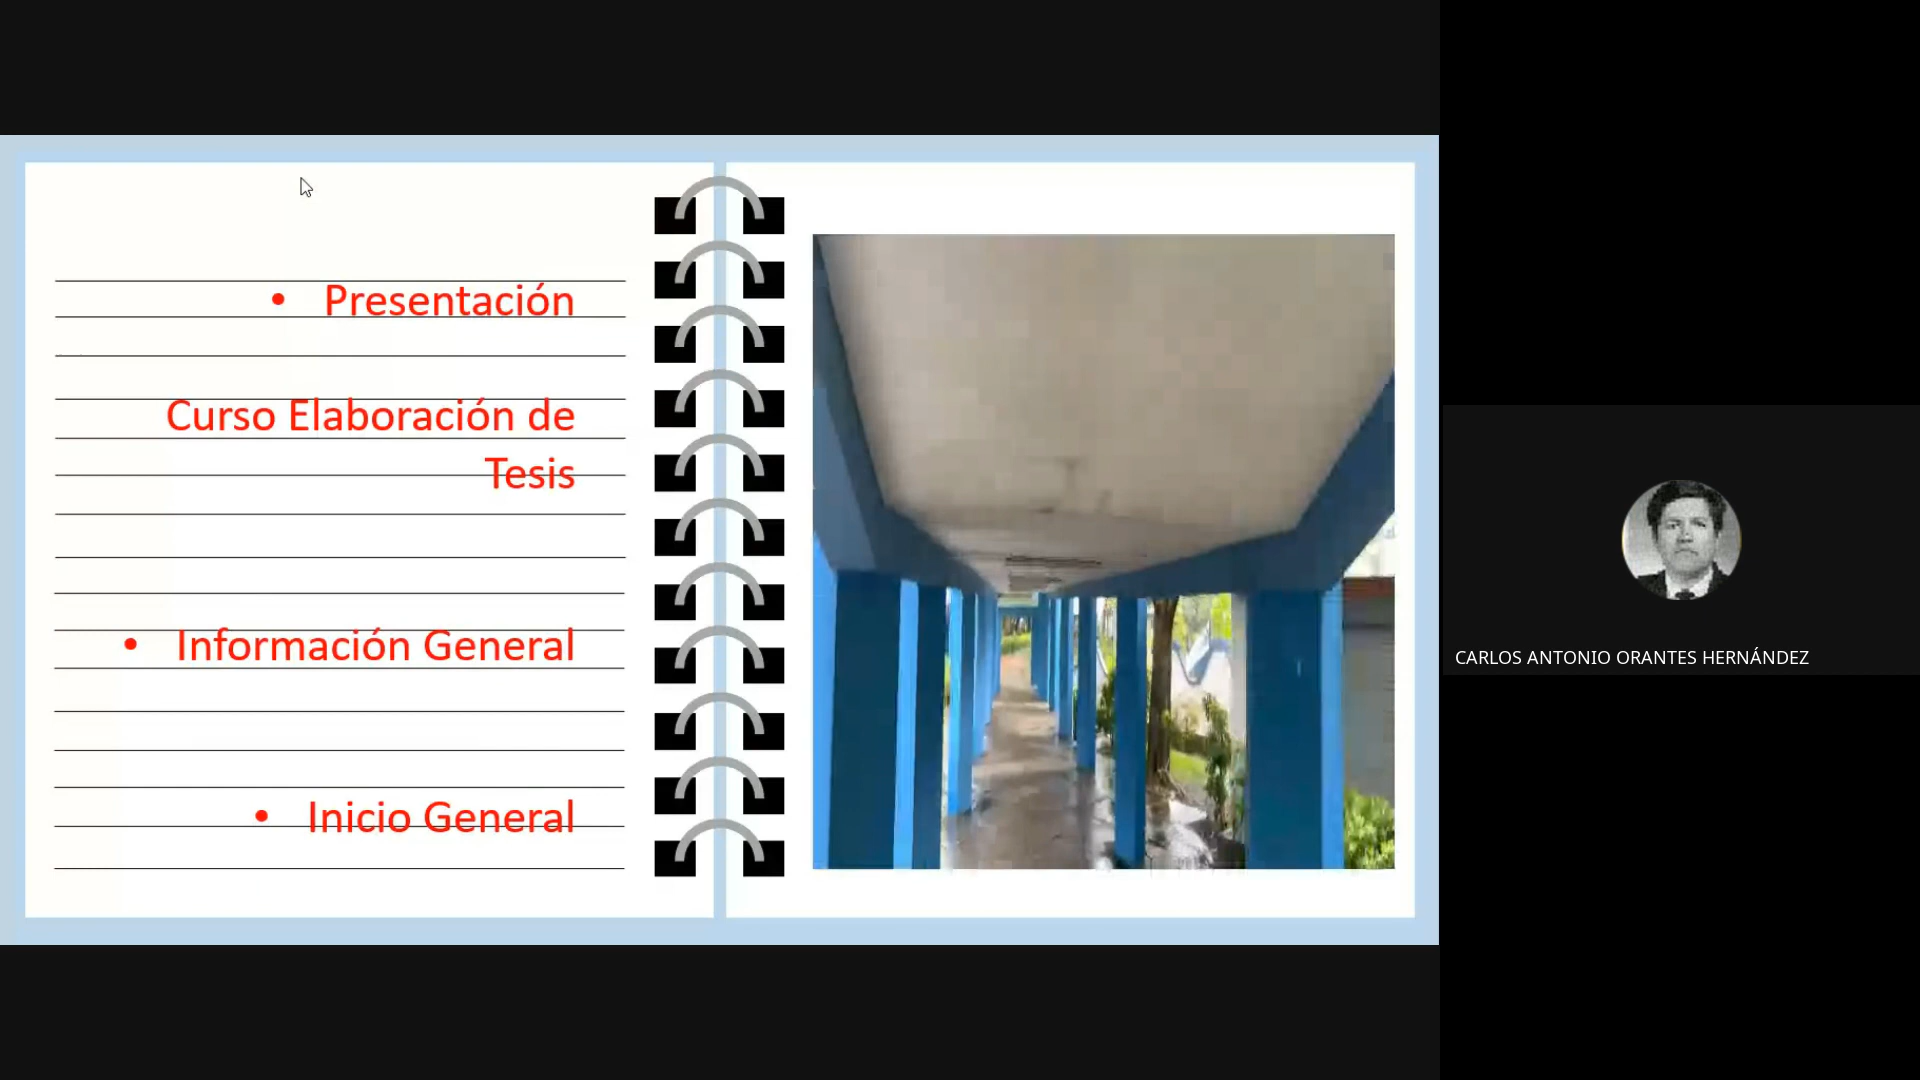 • Presentación
Curso Elaboración de
Tesis
• Información General
• Inicio General
CARLOS ANTONIO ORANTES HERNÁNDEZ